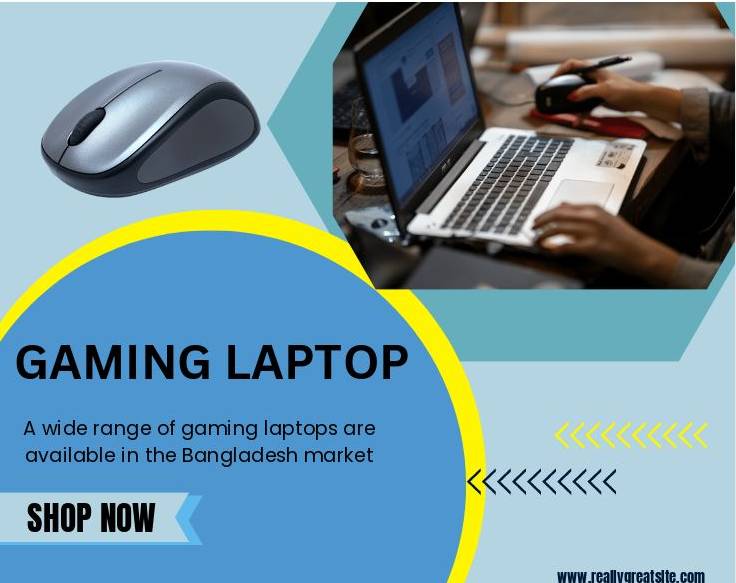 GAMING LAPTOP
A wide range of gaming laptops are
available in the Bangladesh market
SHOP NOW
www.reallygreatsite.com